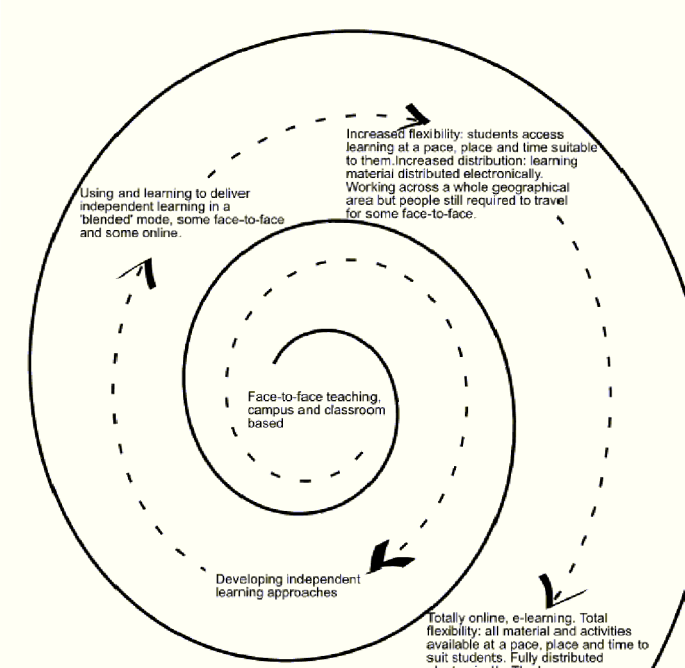 Increased flexibility: students access
learning at a pace, place and time suitable
to them.Increased distribution: learning
material distributed electronically.
Working across a whole geographical
area but people still required to travel
for some face-to-face.
Using and learning to deliver
independent learning in a
'blended' mode, some face-to-face
and some online.
Face-to-face teaching,
campus and classroom
based
Developing independent
learning approaches
Totally online, e-learning. Total
flexibility: all material and activities
available at a pace, place and time to
suit students. Fully distributed